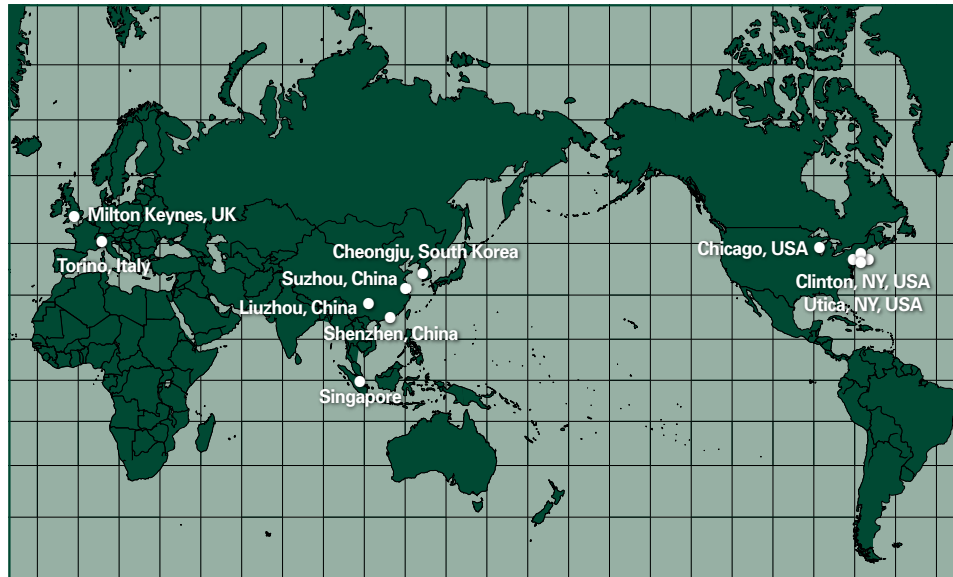 Milton Keynes, UK
Torino, Italy
Cheongju, South Korea
Suzhou, China
Liuzhou, China
Shenzhen, China
Singapore
Chicago, USA
Clinton, NY, USA
Utica, NY, USA